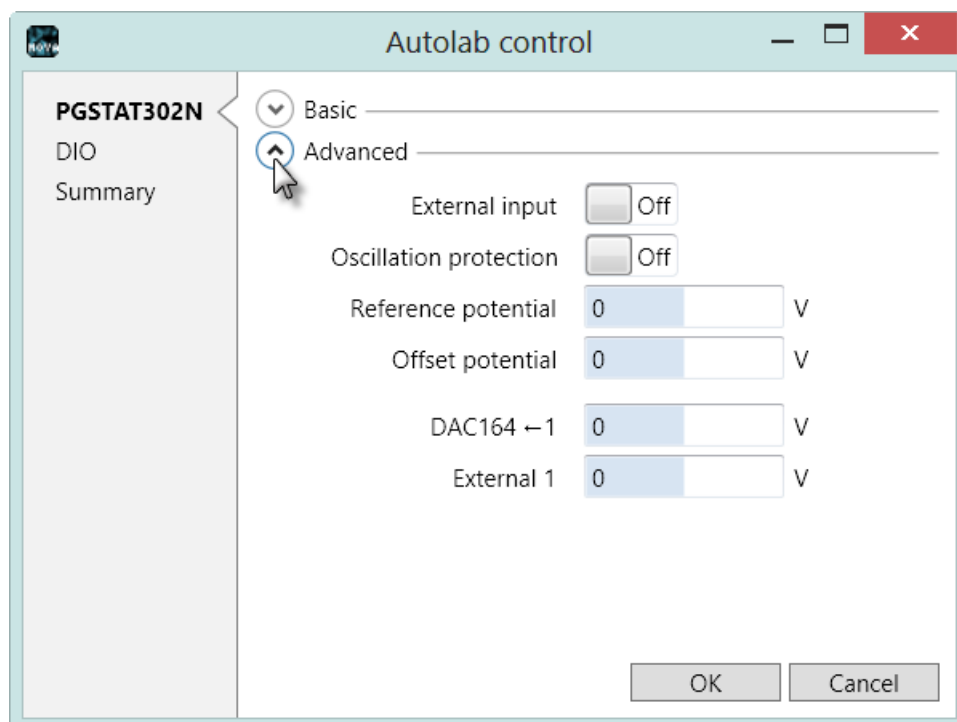 Autolab control
PGSTAT302N
DIO
Summary
Basic
Advanced
External input Off
Oscillation protection Off
Reference potential 0 V
Offset potential 0 V
DAC164 ←1 0 V
External 1 0 V
OK Cancel